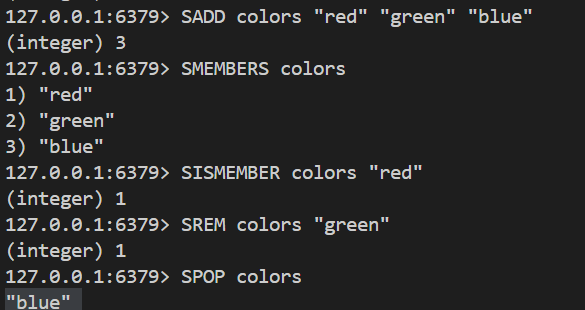 127.0.0.1:6379> SADD colors "red" "green" "blue"
(integer) 3
127.0.0.1:6379> SMEMBERS colors
1) "red"
2) "green"
3) "blue"
127.0.0.1:6379> SISMEMBER colors "red"
(integer) 1
127.0.0.1:6379> SREM colors "green"
(integer) 1
127.0.0.1:6379> SPOP colors
"blue"